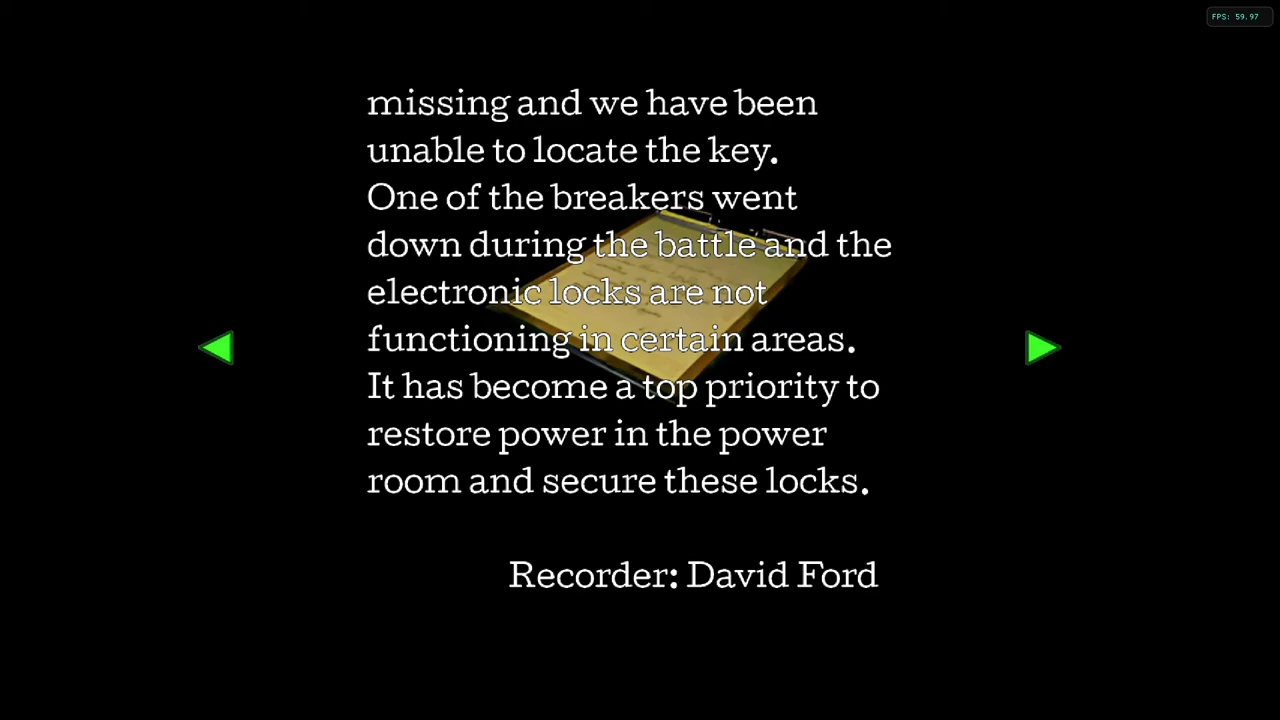 FPS: 59.97
missing and we have been
unable to locate the key.
One of the breakers went
down during the battle and the
electronic locks are not
functioning in certain areas.
It has become a top priority to
restore power in the power
room and secure these locks.
Recorder: David Ford